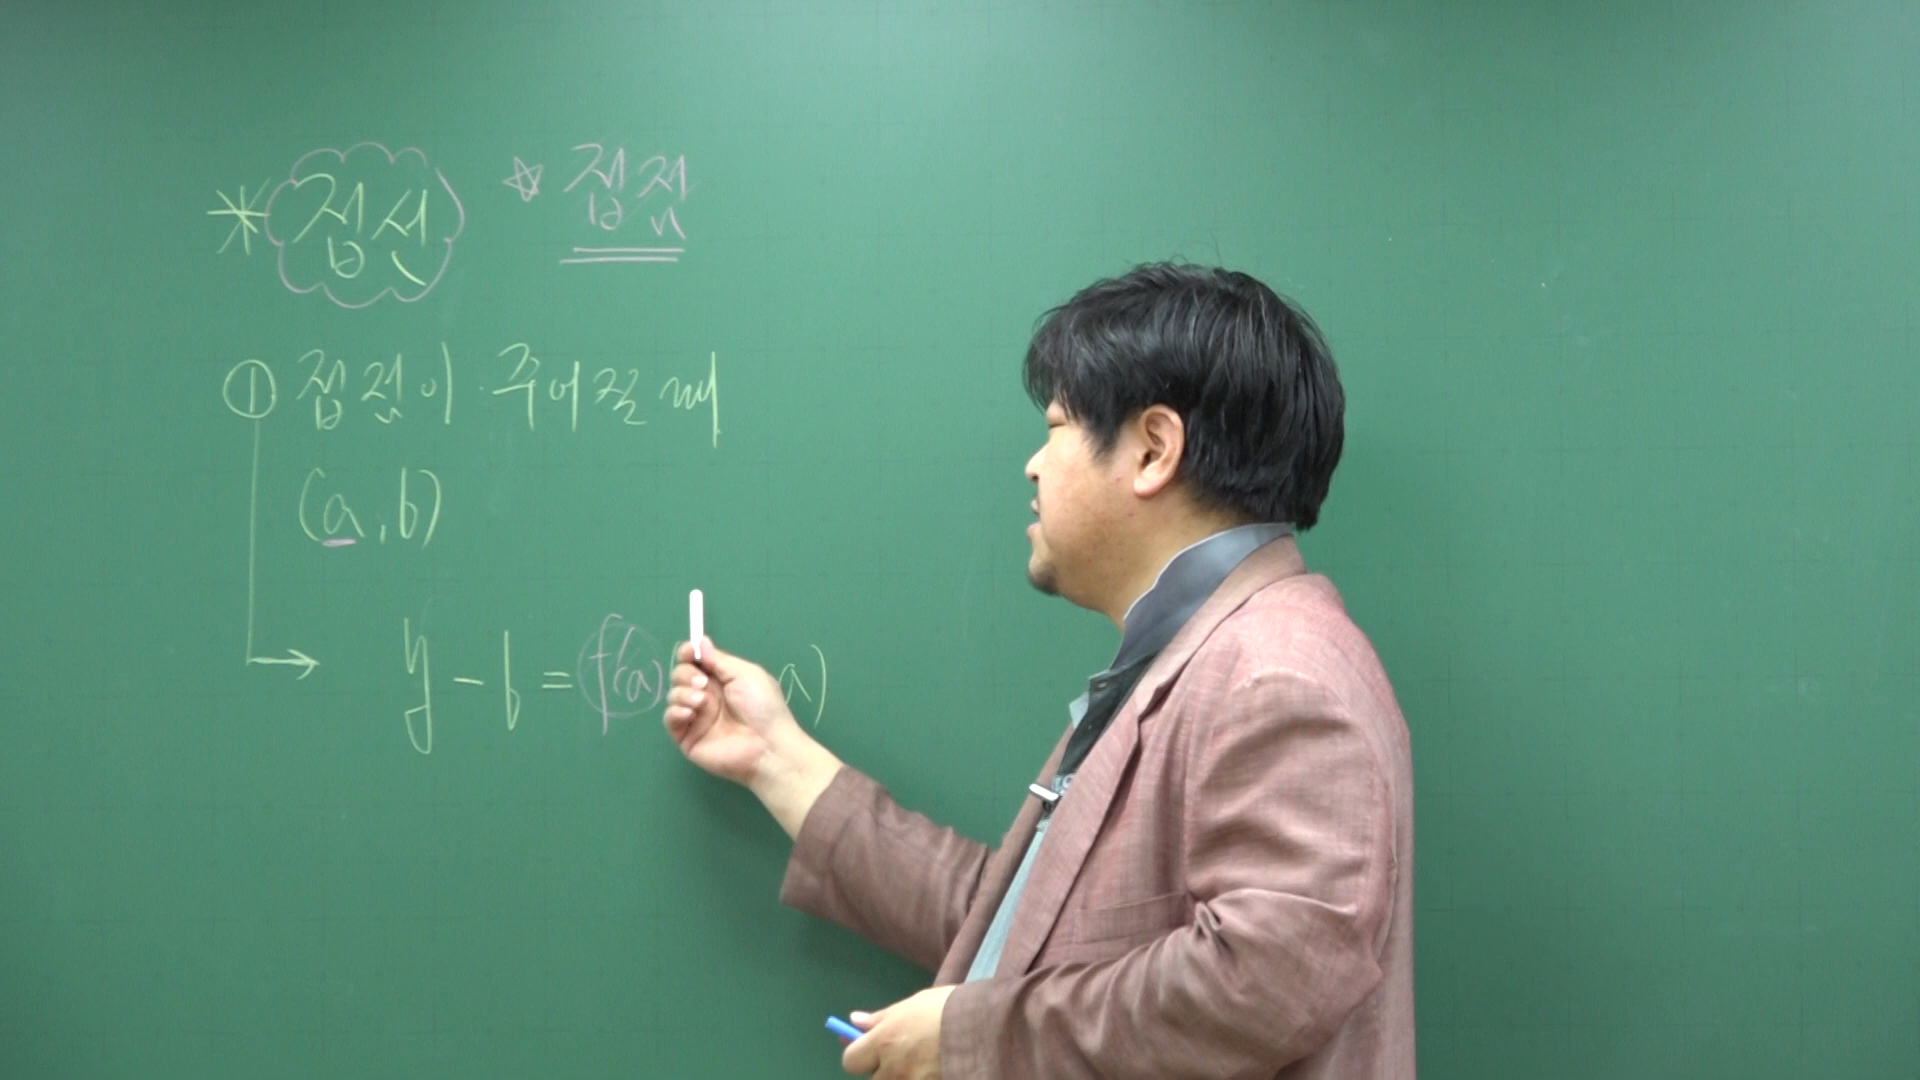 * 접선 ☆ 접점
① 접점이 주어질 때
(a, b)
→ y - b = f'(a) ( a)